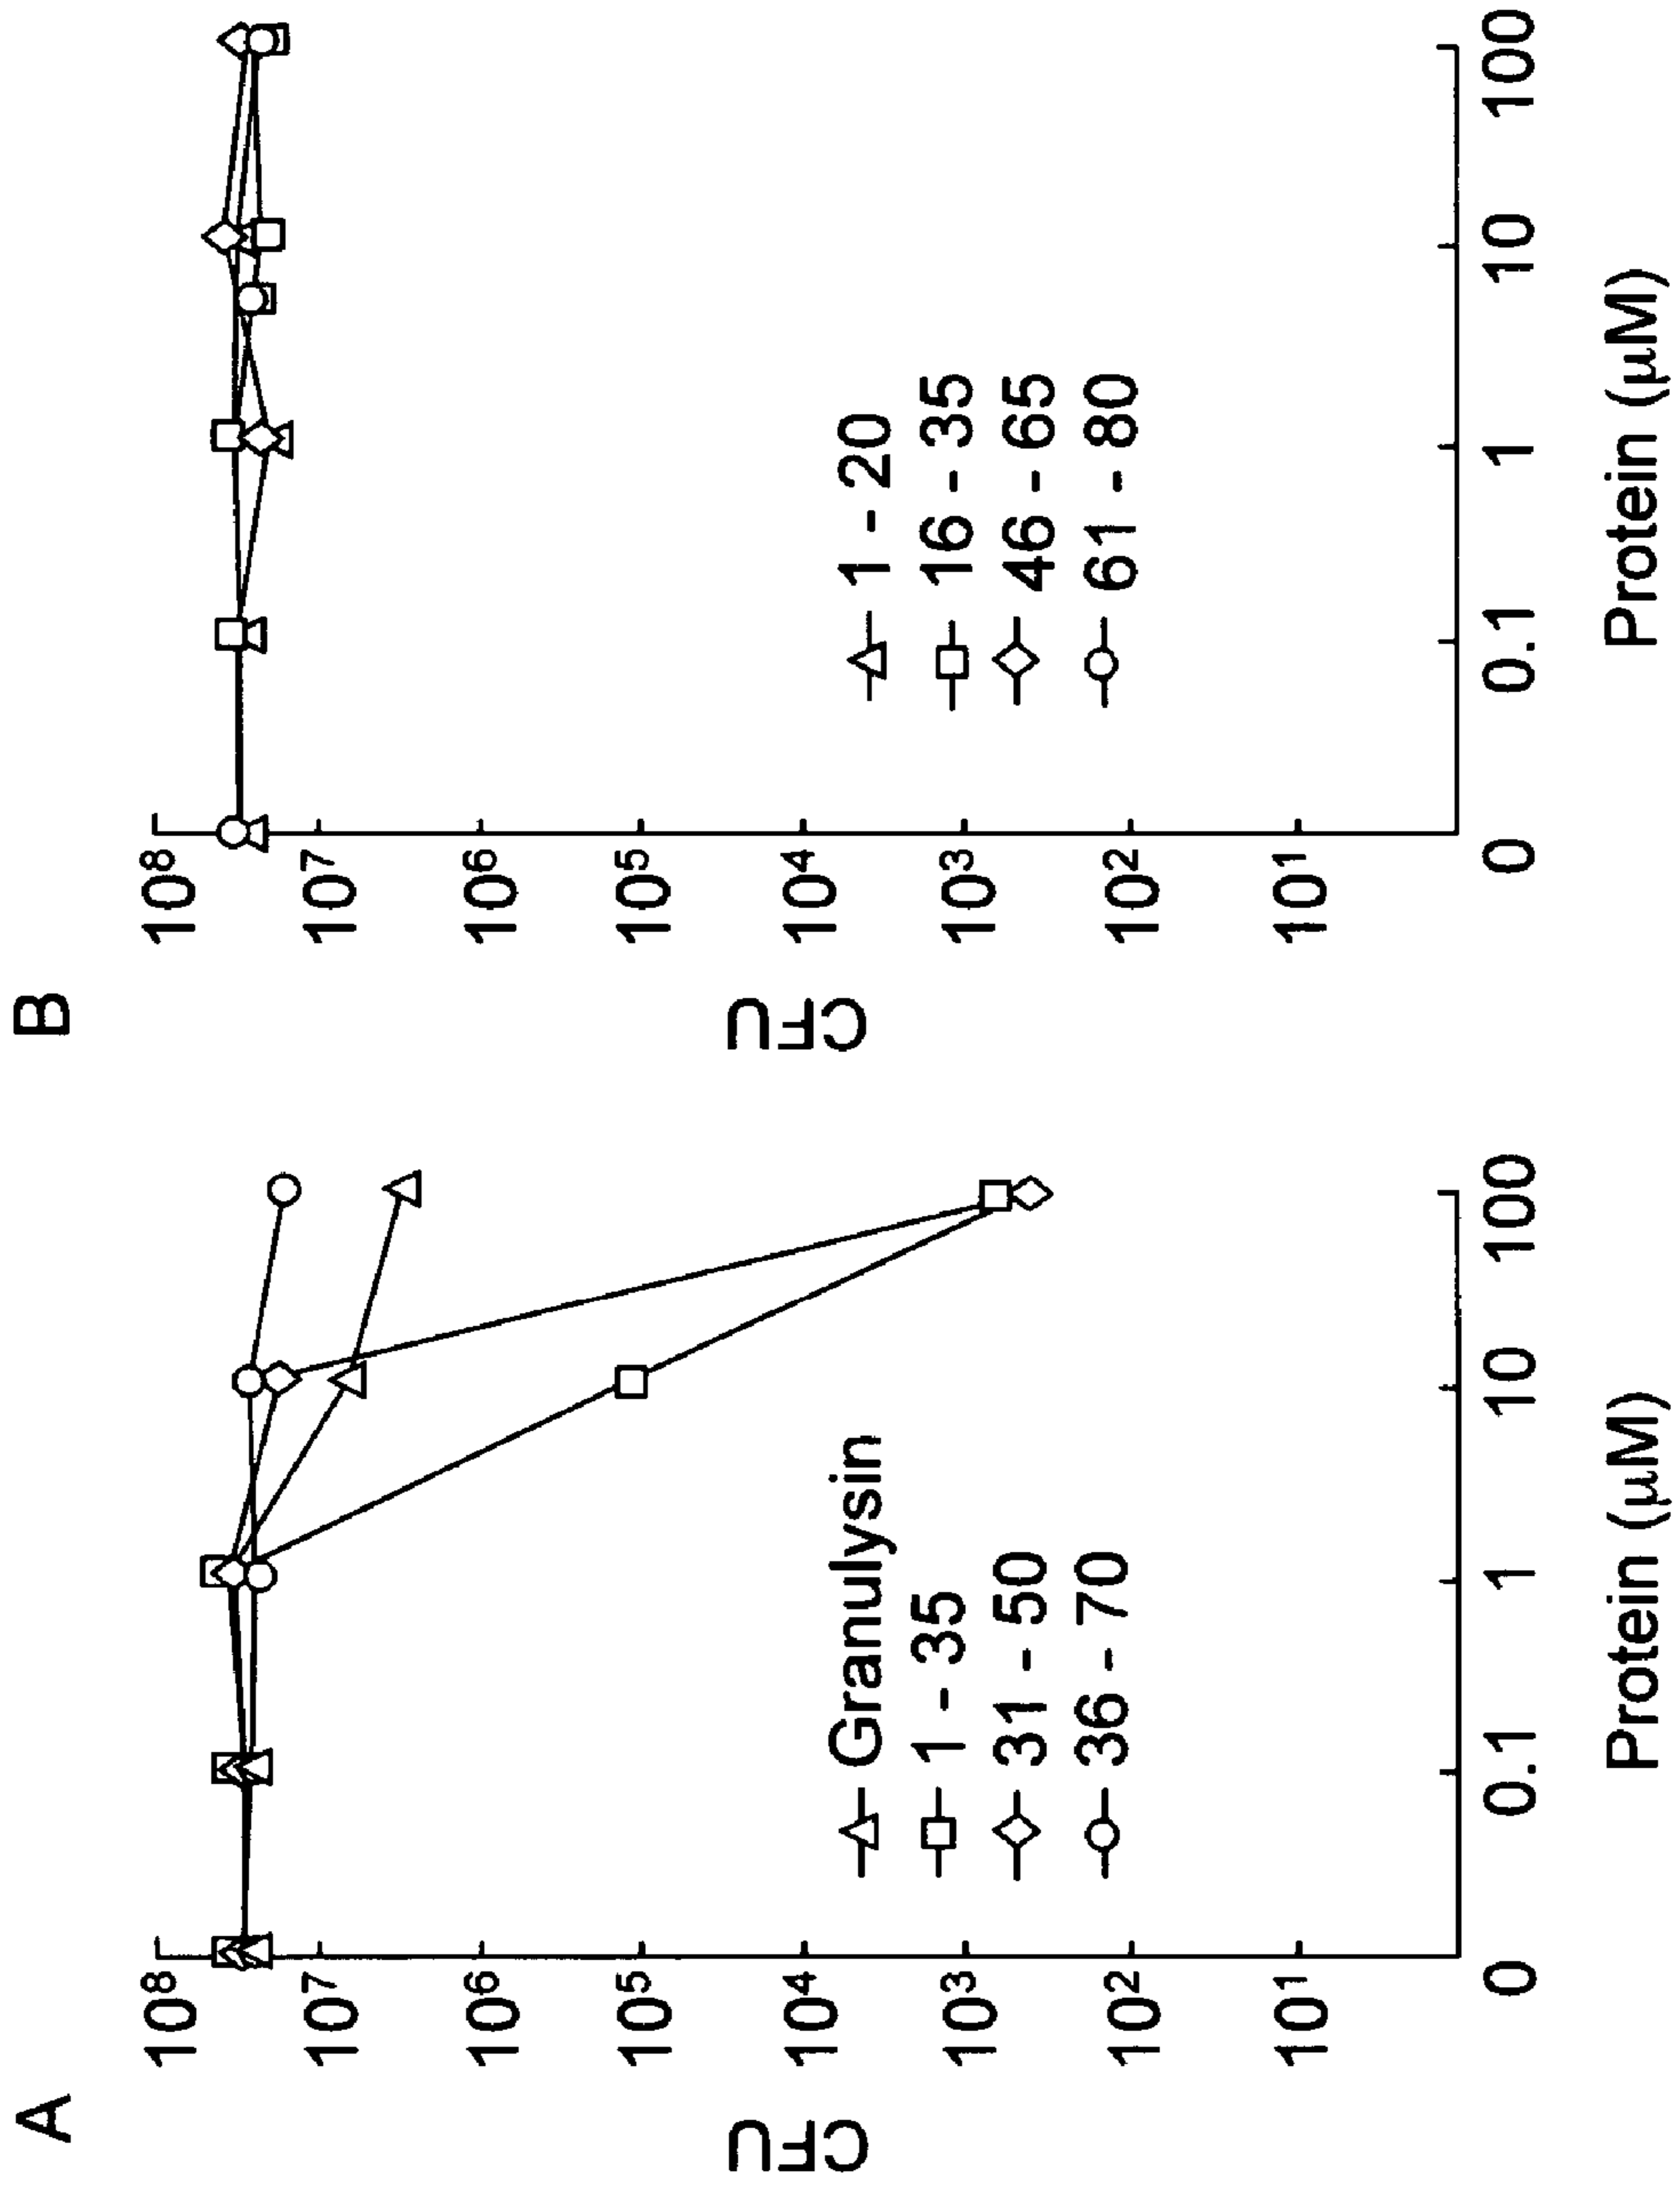 A
CFU
10⁸
10⁷
10⁶
10⁵
10⁴
10³
10²
10¹
Granulysin
1 - 35
31 - 50
36 - 70
0 0.1 1 10 100
Protein (μM)
B
CFU
10⁸
10⁷
10⁶
10⁵
10⁴
10³
10²
10¹
1 - 20
16 - 35
46 - 65
61 - 80
0 0.1 1 10 100
Protein (μM)